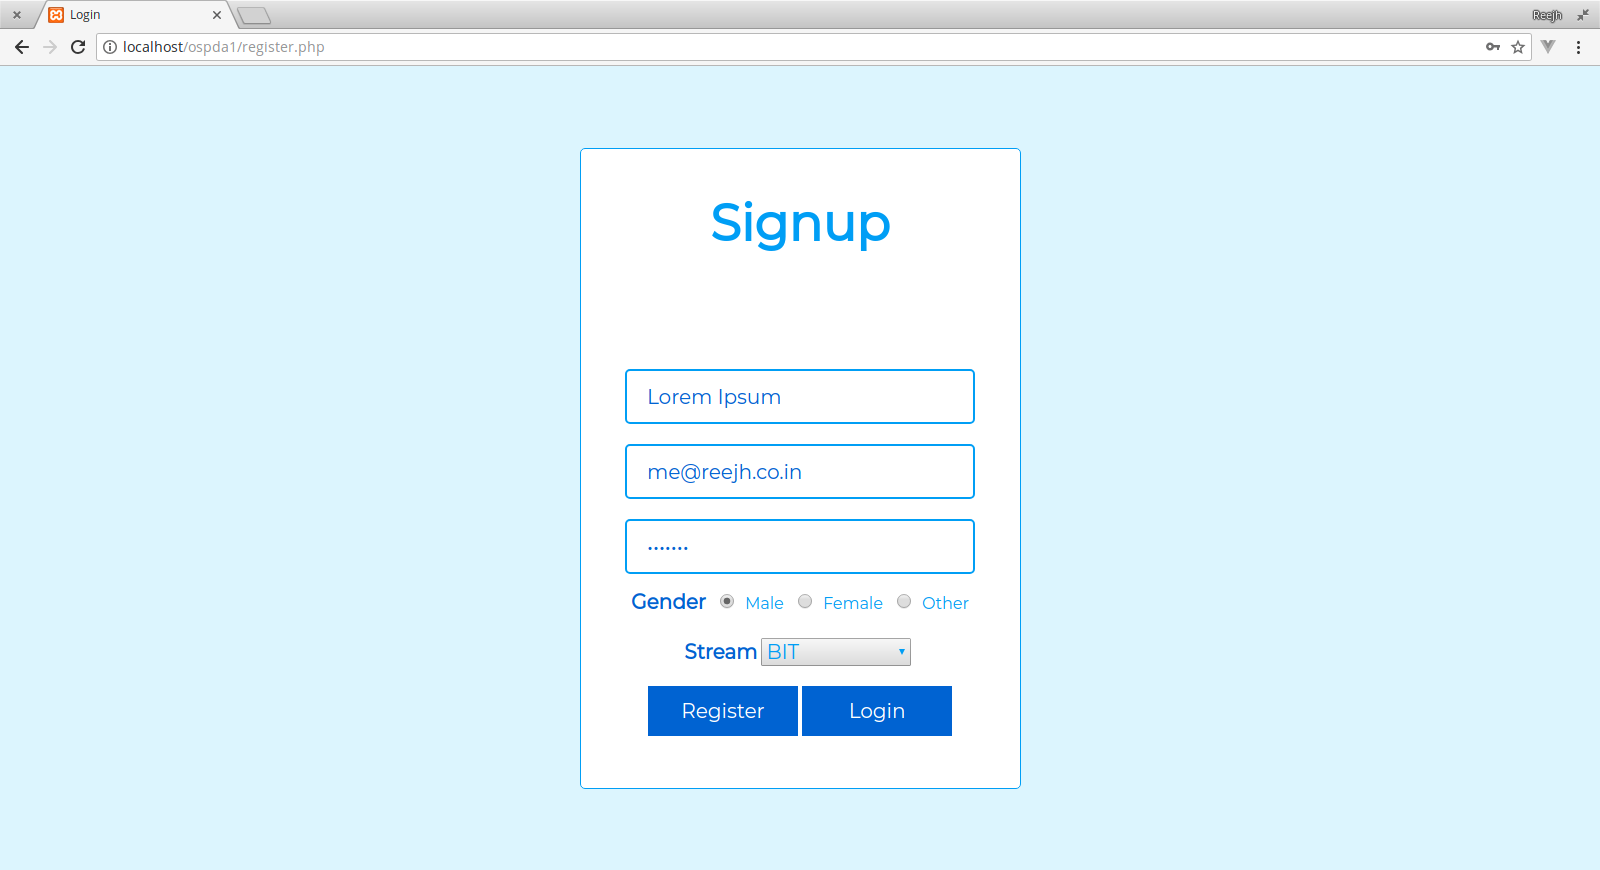 Login
Reejh
localhost/ospda1/register.php
Signup
Lorem Ipsum
me@reejh.co.in
•••••••
Gender Male Female Other
Stream BIT
Register Login